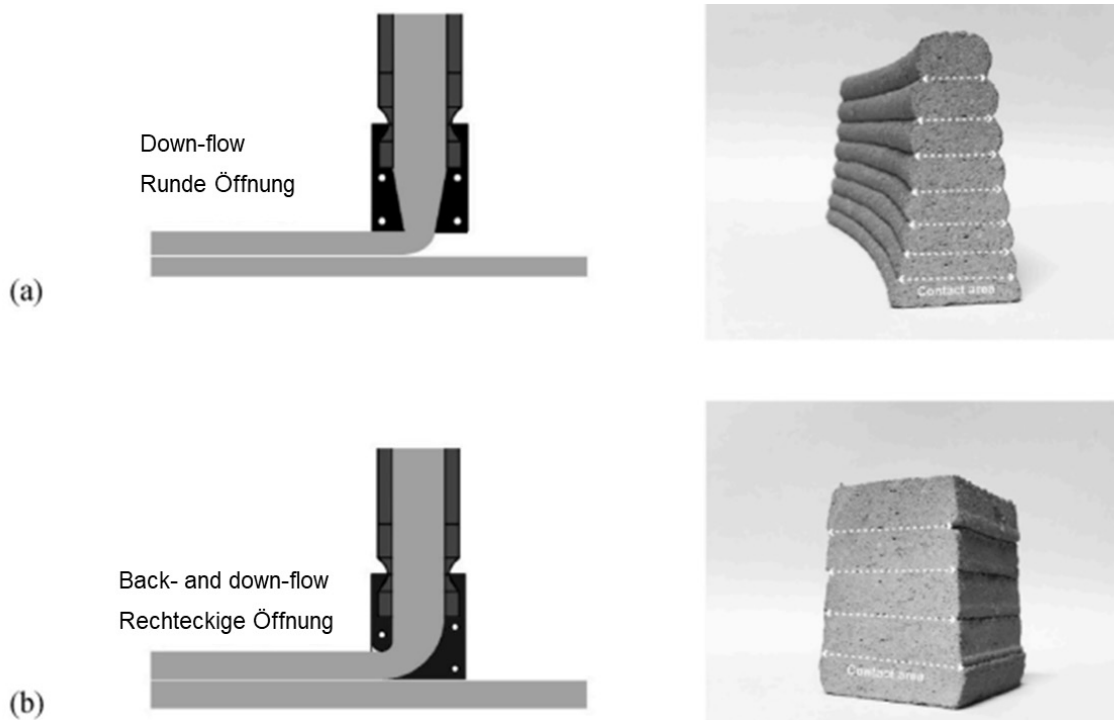 Down-flow
Runde Öffnung
(a)
Contact area
Back- and down-flow
Rechteckige Öffnung
(b)
Contact area